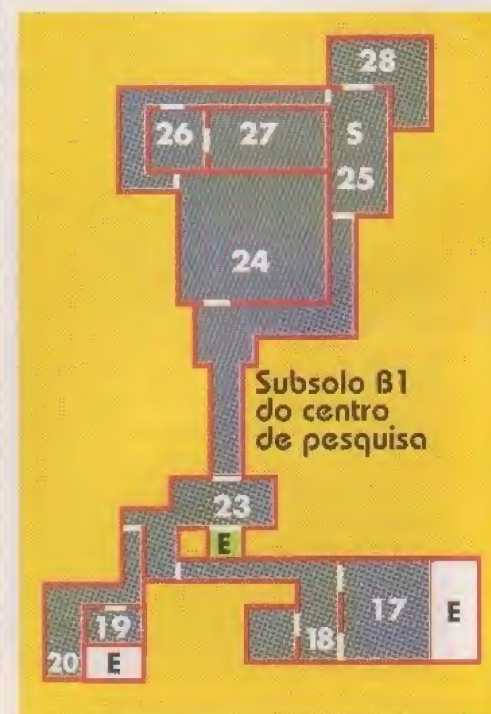 28
26 27 S
25
24
Subsolo B1
do centro
de pesquisa
23
E
17 E
19 18
20 E